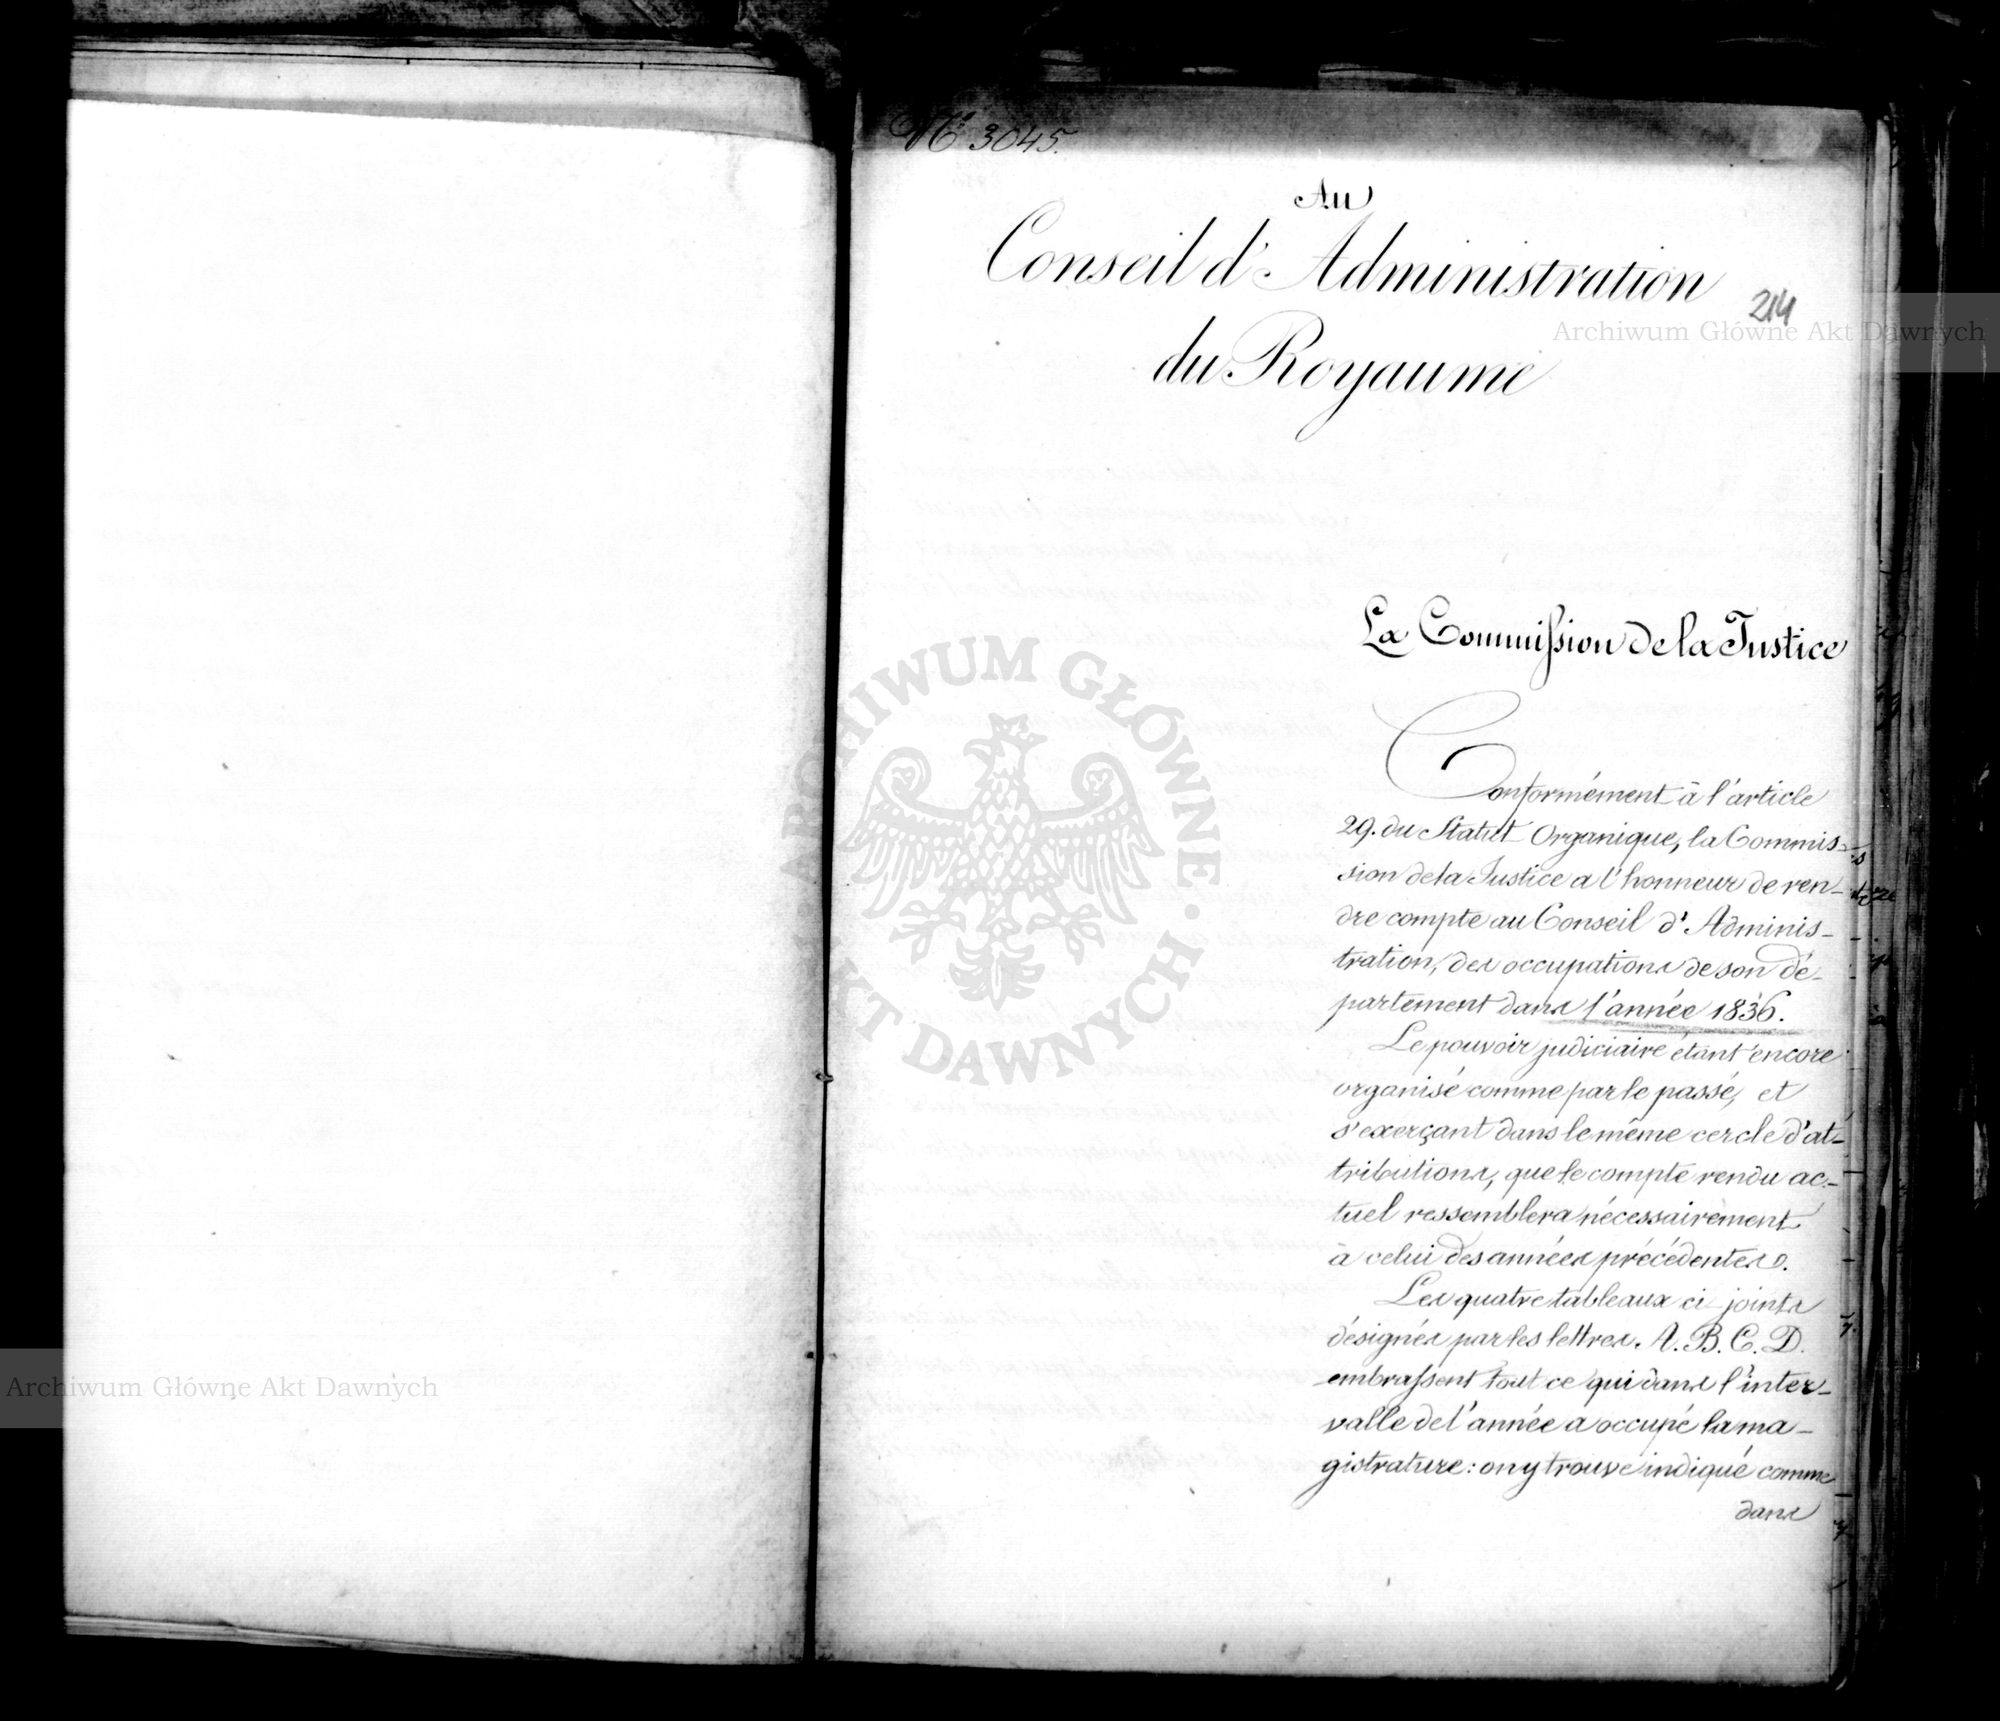 № 3045.
Au
Conseil d'Administration
214
du Royaume
La Commission de la Justice
Conformément à l'article
29. du Statut Organique, la Commis-
sion de la Justice a l'honneur de ren-
dre compte au Conseil d'Adminis-
tration, des occupations de son dé-
partement dans l'année 1836.
Le pouvoir judiciaire étant encore
organisé comme par le passé, et
s'exerçant dans le même cercle d'at-
tributions, que le compte rendu ac-
tuel ressemblera nécessairement
à celui des années précédentes.
Les quatre tableaux ci-joints
désignés par les lettres A. B. C. D.
embrassent tout ce qui dans l'inter-
valle de l'année a occupé la ma-
gistrature: on y trouve indiqué comme
dans
Archiwum Główne Akt Dawnych
Archiwum Główne Akt Dawnych
ARCHIWUM GŁÓWNE · AKT DAWNYCH ·